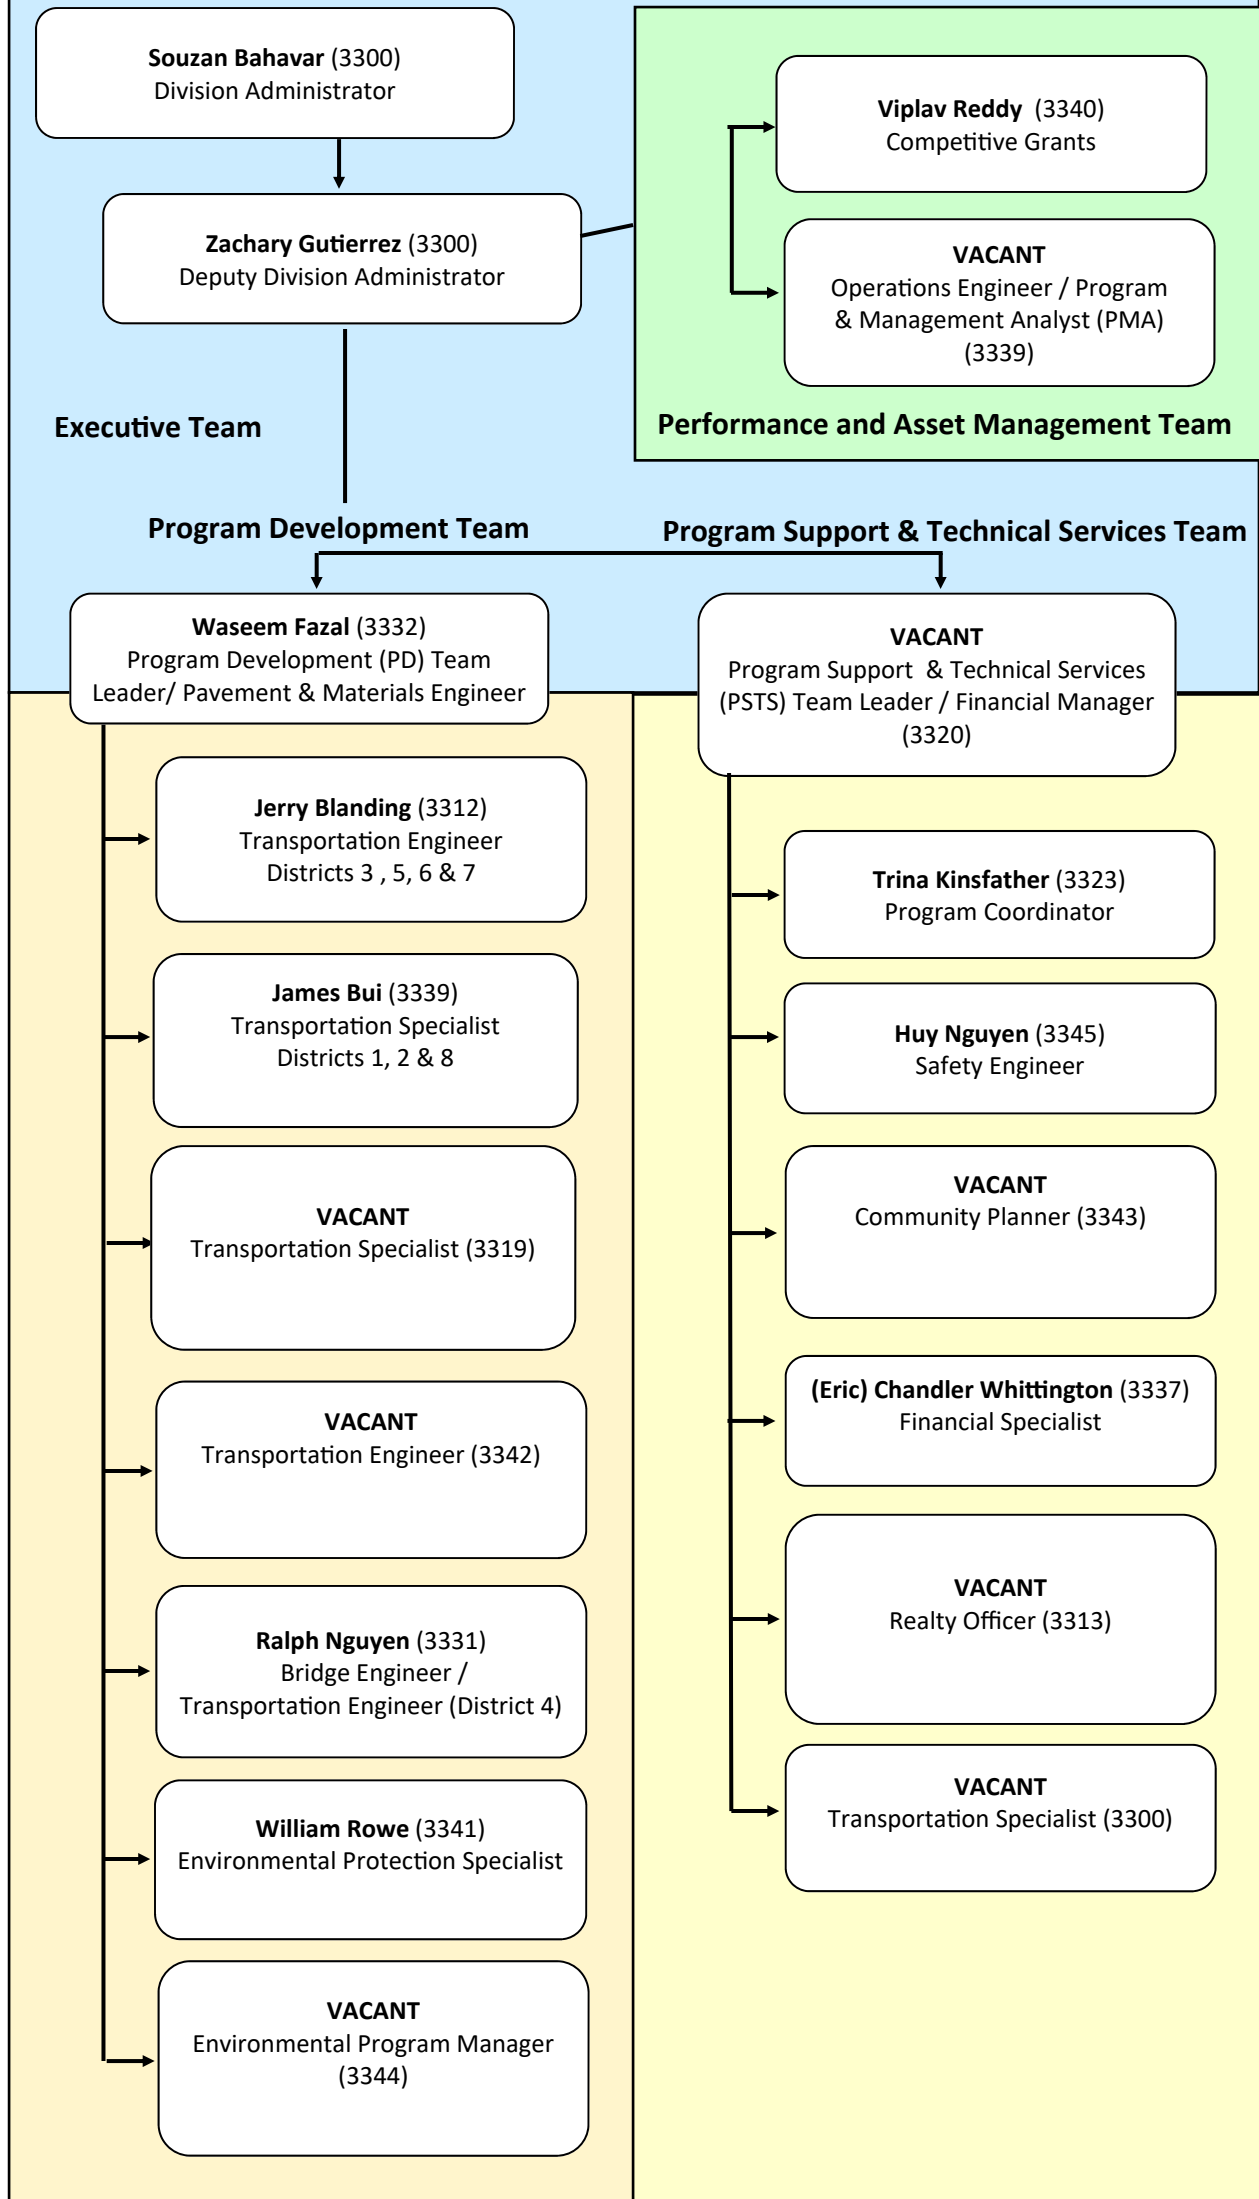 Souzan Bahavar (3300)
Division Administrator
Zachary Gutierrez (3300)
Deputy Division Administrator
Executive Team
Viplav Reddy (3340)
Competitive Grants
VACANT
Operations Engineer / Program
& Management Analyst (PMA)
(3339)
Performance and Asset Management Team
Program Development Team
Program Support & Technical Services Team
Waseem Fazal (3332)
Program Development (PD) Team
Leader/ Pavement & Materials Engineer
Jerry Blanding (3312)
Transportation Engineer
Districts 3 , 5, 6 & 7
James Bui (3339)
Transportation Specialist
Districts 1, 2 & 8
VACANT
Transportation Specialist (3319)
VACANT
Transportation Engineer (3342)
Ralph Nguyen (3331)
Bridge Engineer /
Transportation Engineer (District 4)
William Rowe (3341)
Environmental Protection Specialist
VACANT
Environmental Program Manager
(3344)
VACANT
Program Support & Technical Services
(PSTS) Team Leader / Financial Manager
(3320)
Trina Kinsfather (3323)
Program Coordinator
Huy Nguyen (3345)
Safety Engineer
VACANT
Community Planner (3343)
(Eric) Chandler Whittington (3337)
Financial Specialist
VACANT
Realty Officer (3313)
VACANT
Transportation Specialist (3300)